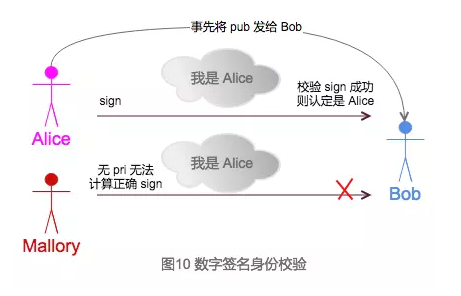 事先将 pub 发给 Bob
我是 Alice
sign
校验 sign 成功
则认定是 Alice
Alice
我是 Alice
无 pri 无法
计算正确 sign
Bob
Mallory
图10 数字签名身份校验